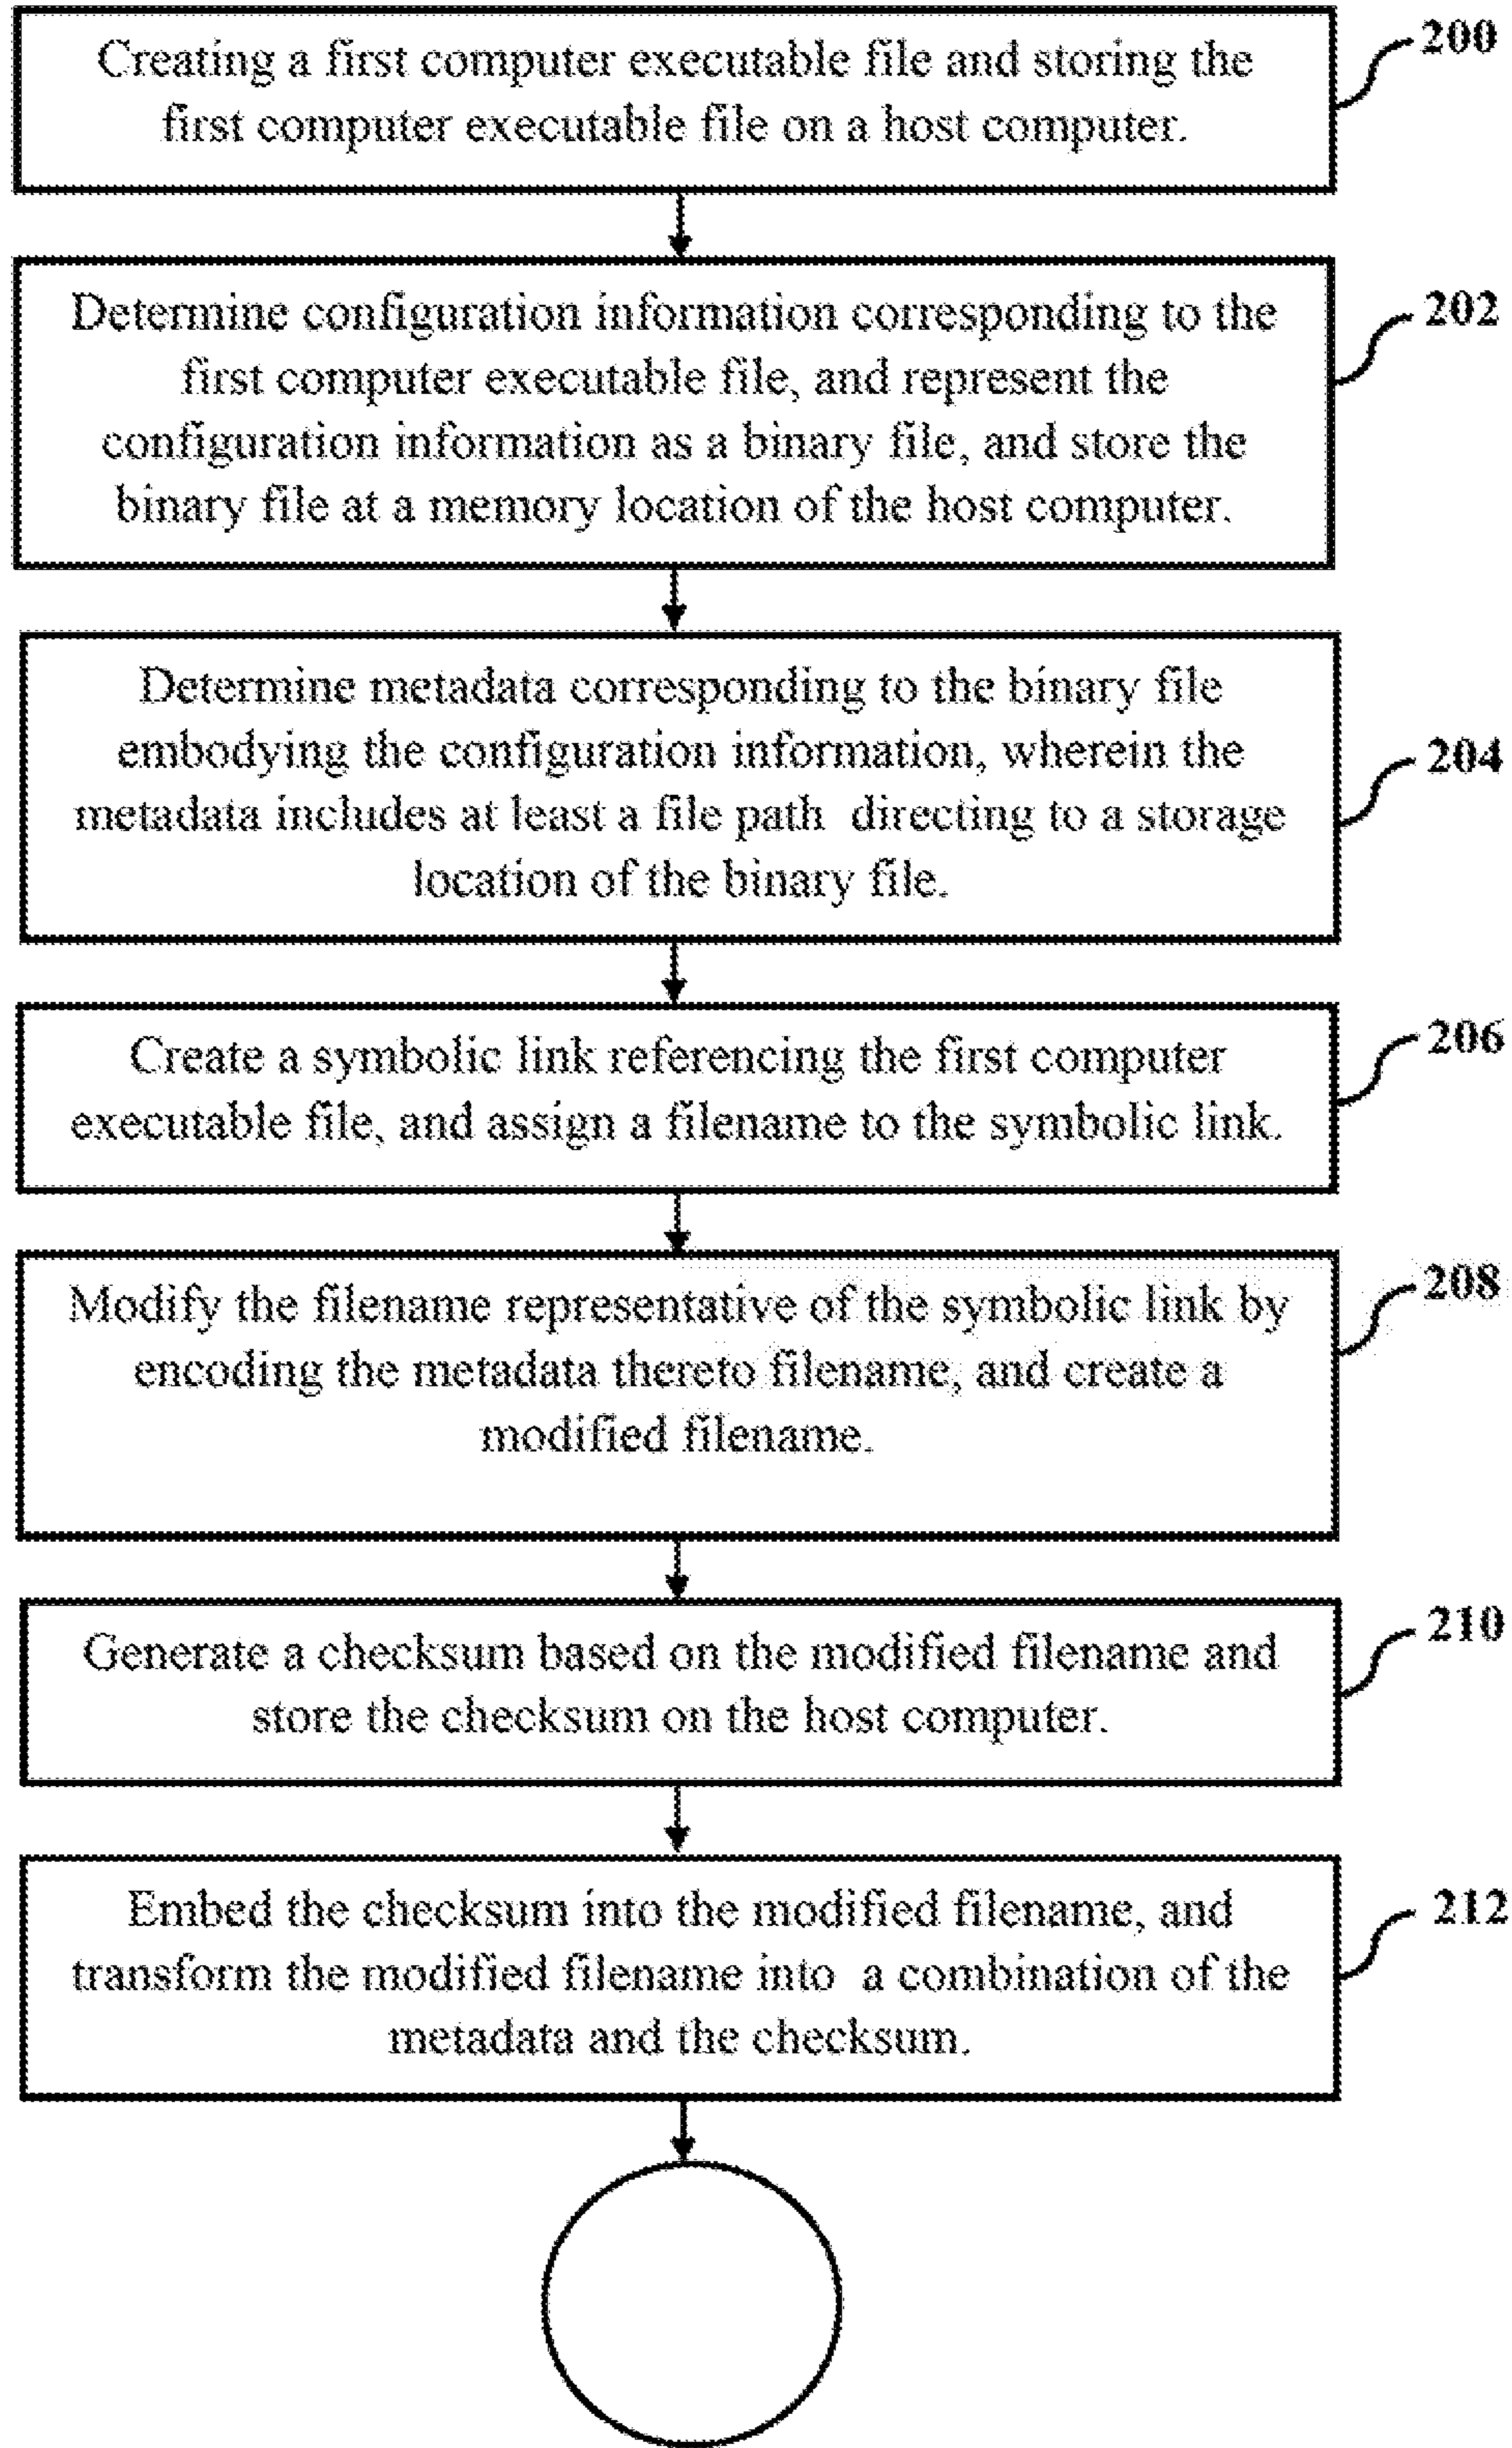 Creating a first computer executable file and storing the
first computer executable file on a host computer.
200
Determine configuration information corresponding to the
first computer executable file, and represent the
configuration information as a binary file, and store the
binary file at a memory location of the host computer.
202
Determine metadata corresponding to the binary file
embodying the configuration information, wherein the
metadata includes at least a file path directing to a storage
location of the binary file.
204
Create a symbolic link referencing the first computer
executable file, and assign a filename to the symbolic link.
206
Modify the filename representative of the symbolic link by
encoding the metadata thereto filename, and create a
modified filename.
208
Generate a checksum based on the modified filename and
store the checksum on the host computer.
210
Embed the checksum into the modified filename, and
transform the modified filename into a combination of the
metadata and the checksum.
212